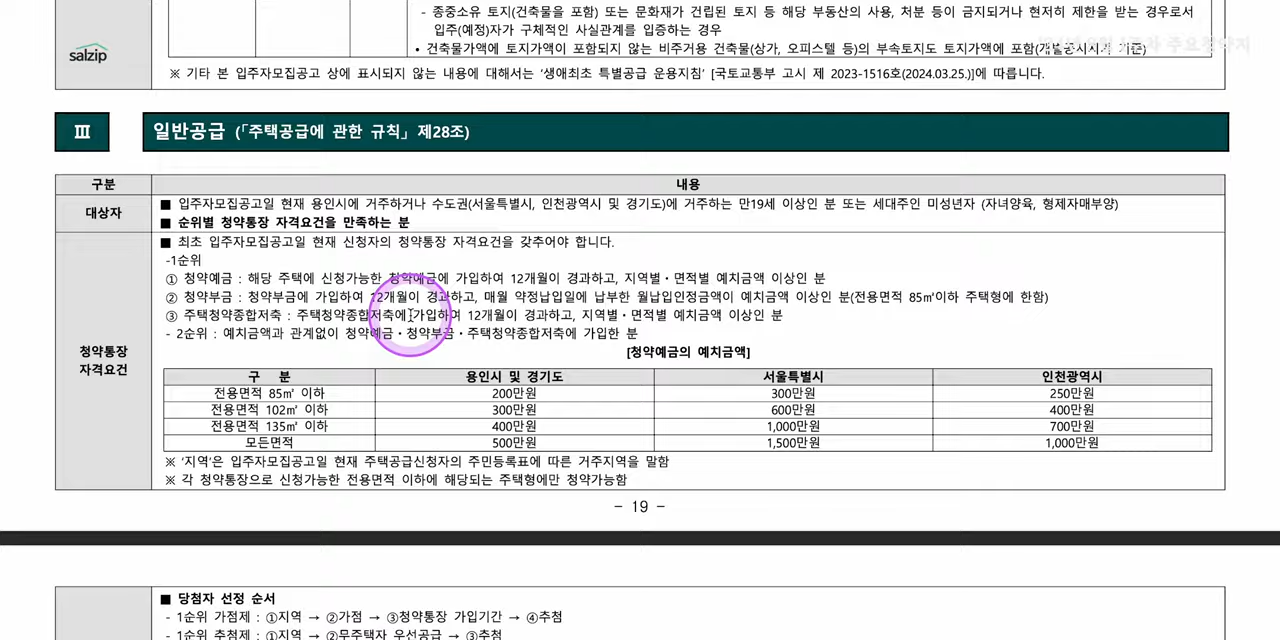 - 종중소유 토지(건축물을 포함) 또는 문화재가 건립된 토지 등 해당 부동산의 사용, 처분 등이 금지되거나 현저히 제한을 받는 경우로서
입주(예정)자가 구체적인 사실관계를 입증하는 경우
• 건축물가액에 토지가액이 포함되지 않는 비주거용 건축물(상가, 오피스텔 등)의 부속토지도 토지가액에 포함(개별공시지가 기준)
salzip
※ 기타 본 입주자모집공고 상에 표시되지 않는 내용에 대해서는 '생애최초 특별공급 운용지침' [국토교통부 고시 제 2023-1516호(2024.03.25.)]에 따릅니다.
Ⅲ 일반공급 (「주택공급에 관한 규칙」 제28조)
구분 내용
대상자
■ 입주자모집공고일 현재 용인시에 거주하거나 수도권(서울특별시, 인천광역시 및 경기도)에 거주하는 만19세 이상인 분 또는 세대주인 미성년자 (자녀양육, 형제자매부양)
■ 순위별 청약통장 자격요건을 만족하는 분
청약통장
자격요건
■ 최초 입주자모집공고일 현재 신청자의 청약통장 자격요건을 갖추어야 합니다.
-1순위
① 청약예금 : 해당 주택에 신청가능한 청약예금에 가입하여 12개월이 경과하고, 지역별・면적별 예치금액 이상인 분
② 청약부금 : 청약부금에 가입하여 12개월이 경과하고, 매월 약정납입일에 납부한 월납입인정금액이 예치금액 이상인 분(전용면적 85㎡이하 주택형에 한함)
③ 주택청약종합저축 : 주택청약종합저축에 가입하여 12개월이 경과하고, 지역별・면적별 예치금액 이상인 분
- 2순위 : 예치금액과 관계없이 청약예금・청약부금・주택청약종합저축에 가입한 분
[청약예금의 예치금액]
구 분 용인시 및 경기도 서울특별시 인천광역시
전용면적 85㎡ 이하 200만원 300만원 250만원
전용면적 102㎡ 이하 300만원 600만원 400만원
전용면적 135㎡ 이하 400만원 1,000만원 700만원
모든면적 500만원 1,500만원 1,000만원
※ '지역'은 입주자모집공고일 현재 주택공급신청자의 주민등록표에 따른 거주지역을 말함
※ 각 청약통장으로 신청가능한 전용면적 이하에 해당되는 주택형에만 청약가능함
- 19 -
■ 당첨자 선정 순서
- 1순위 가점제 : ①지역 → ②가점 → ③청약통장 가입기간 → ④추첨
- 1순위 추첨제 : ①지역 → ②무주택자 우선공급 → ③추첨